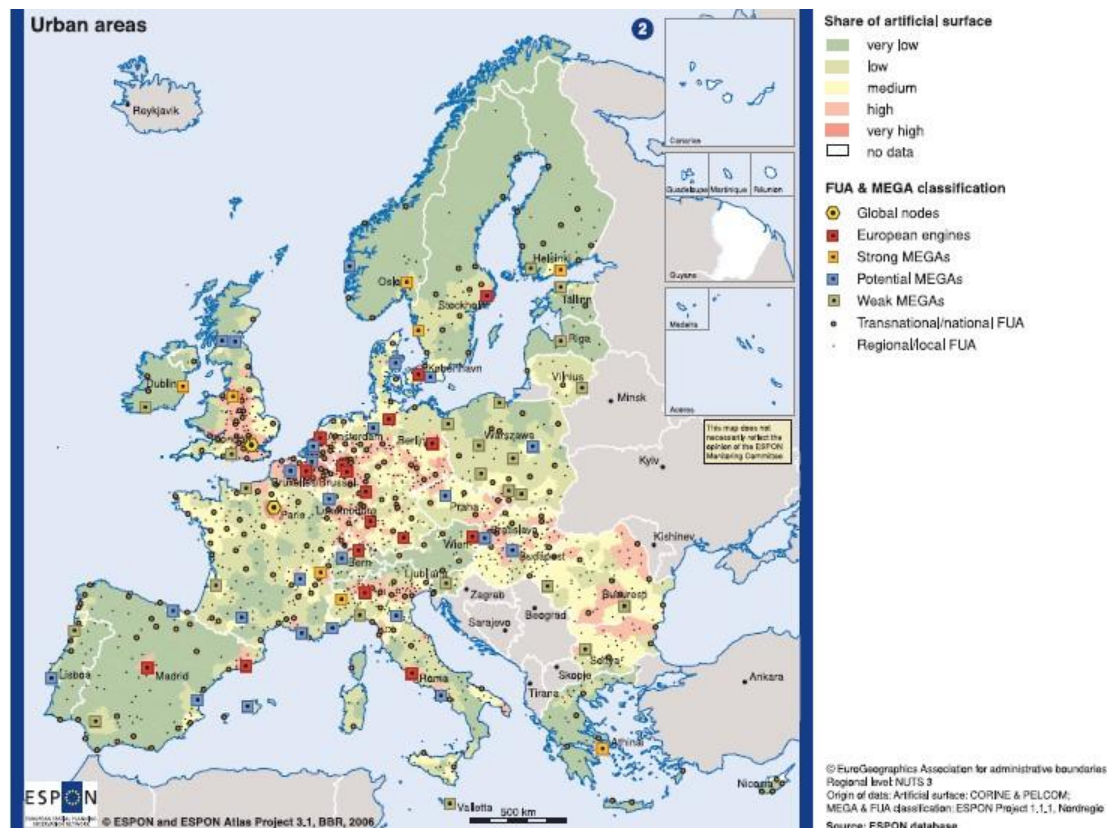 Urban areas
2
Reykjavik
Canarias
Guadeloupe Martinique Réunion
Guyane
Madeira
Acores
This map does not
necessarily reflect the
opinion of the ESPON
Monitoring Committee
Helsinki
Oslo
Tallinn
Stockholm
Riga
København
Dublin
Vilnius
Minsk
Amsterdam
Berlin
Warszawa
London
Kyiv
Bruxelles/Brussel
Praha
Luxembourg
Paris
Kishinev
Bratislava
Wien
Budapest
Bern
Ljubljana
Zagreb
Bucuresti
Beograd
Sarajevo
Sofiya
Madrid
Roma
Skopje
Lisboa
Tirana
Ankara
Athinai
Nicosia
Valletta
500 km
ESPON
© ESPON and ESPON Atlas Project 3.1, BBR, 2006
Share of artificial surface
very low
low
medium
high
very high
no data
FUA & MEGA classification
Global nodes
European engines
Strong MEGAs
Potential MEGAs
Weak MEGAs
Transnational/national FUA
Regional/local FUA
© EuroGeographics Association for administrative boundaries
Regional level: NUTS 3
Origin of data: Artificial surface: CORINE & PELCOM;
MEGA & FUA classification: ESPON Project 1.1.1, Nordregio
Source: ESPON database